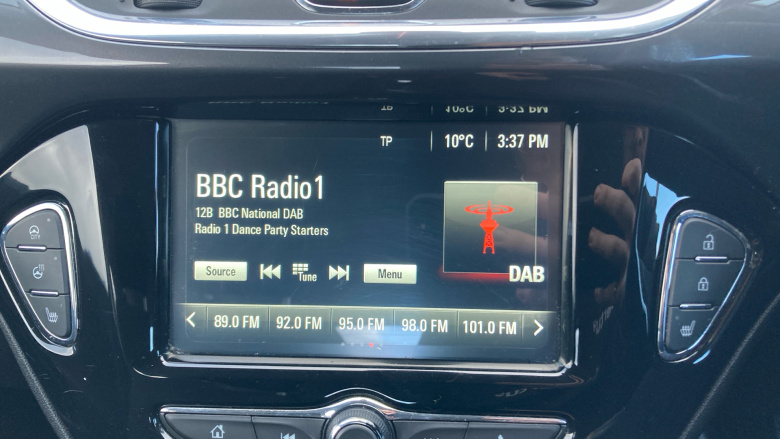 TP 10°C 3:37 PM
BBC Radio1
12B BBC National DAB
Radio 1 Dance Party Starters
DAB
Source Tune Menu
89.0 FM 92.0 FM 95.0 FM 98.0 FM 101.0 FM
CITY